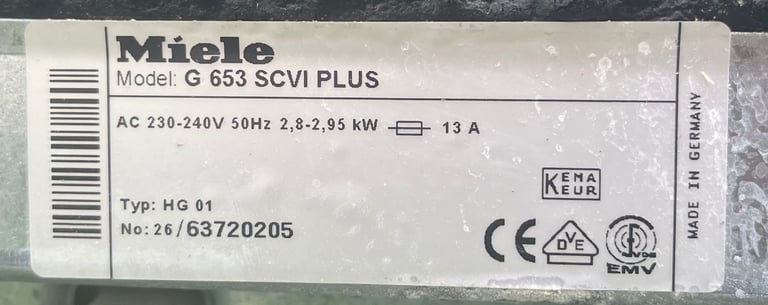 Miele
Model: G 653 SCVI PLUS
AC 230-240V 50Hz 2,8-2,95 kW 13 A
KEMA
KEUR
Typ: HG 01
No: 26/63720205
CE
DVE
VDE
EMV
MADE IN GERMANY